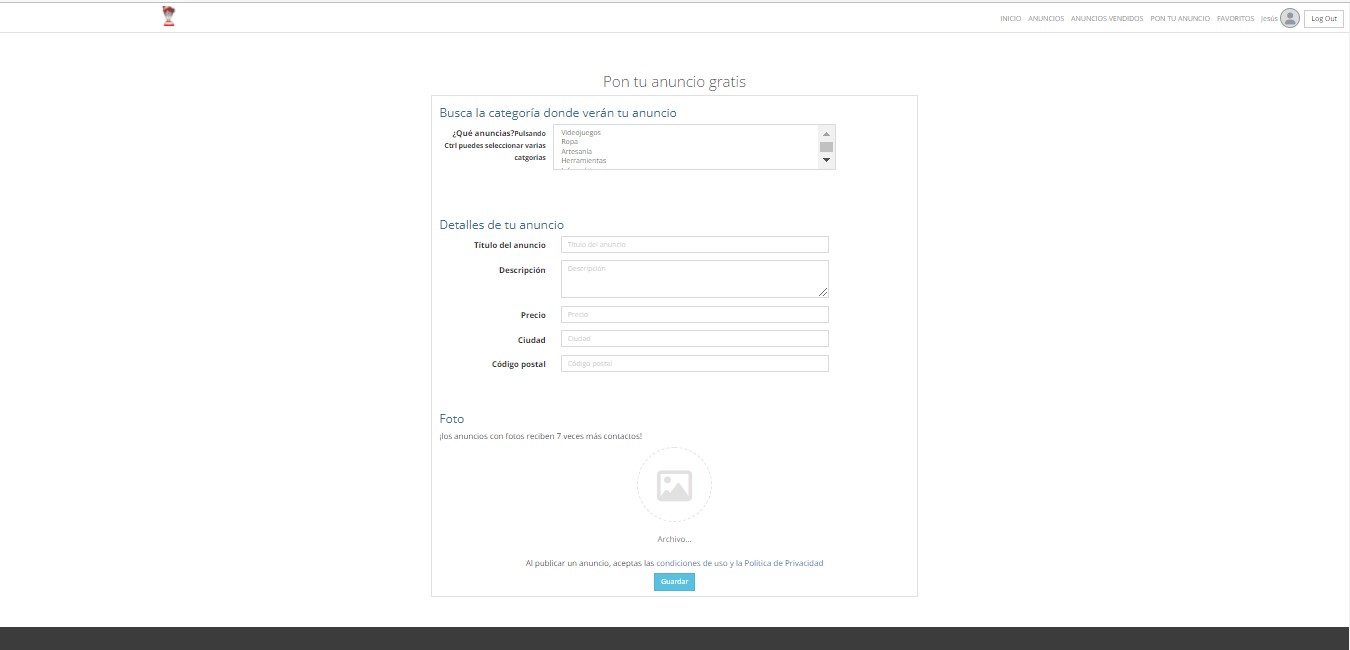 INICIO ANUNCIOS ANUNCIOS VENDIDOS PON TU ANUNCIO FAVORITOS Jesús Log Out
Pon tu anuncio gratis
Busca la categoría donde verán tu anuncio
¿Qué anuncias?Pulsando
Ctrl puedes seleccionar varias
catgorias
Videojuegos
Ropa
Artesanía
Herramientas
Detalles de tu anuncio
Título del anuncio
Título del anuncio
Descripción
Descripción
Precio
Precio
Ciudad
Ciudad
Código postal
Código postal
Foto
¡los anuncios con fotos reciben 7 veces más contactos!
Archivo...
Al publicar un anuncio, aceptas las condiciones de uso y la Política de Privacidad
Guardar